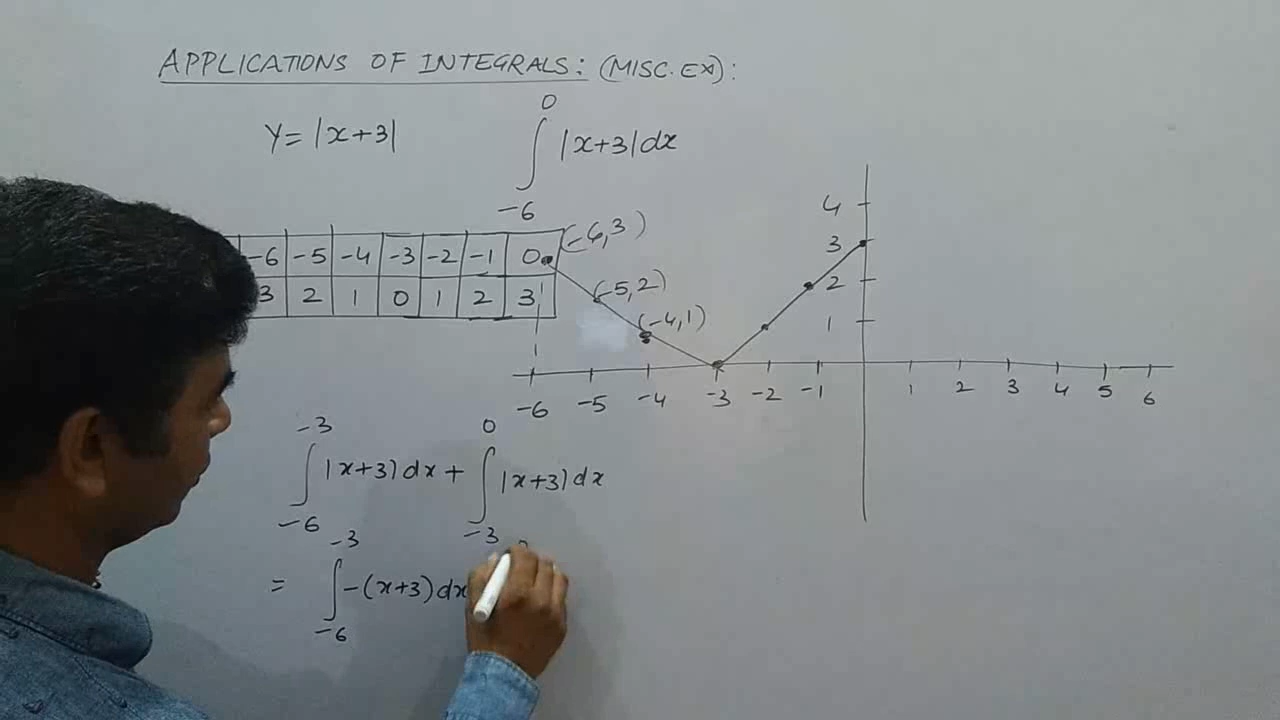 APPLICATIONS OF INTEGRALS: (MISC. EX):
Y = |x+3|
∫_{-6}^{0} |x+3| dx
-6 -5 -4 -3 -2 -1 0
3 2 1 0 1 2 3
(-6,3)
(-5,2)
(-4,1)
4
3
2
1
-6 -5 -4 -3 -2 -1 1 2 3 4 5 6
∫_{-6}^{-3} |x+3| dx + ∫_{-3}^{0} |x+3| dx
= ∫_{-6}^{-3} -(x+3) dx